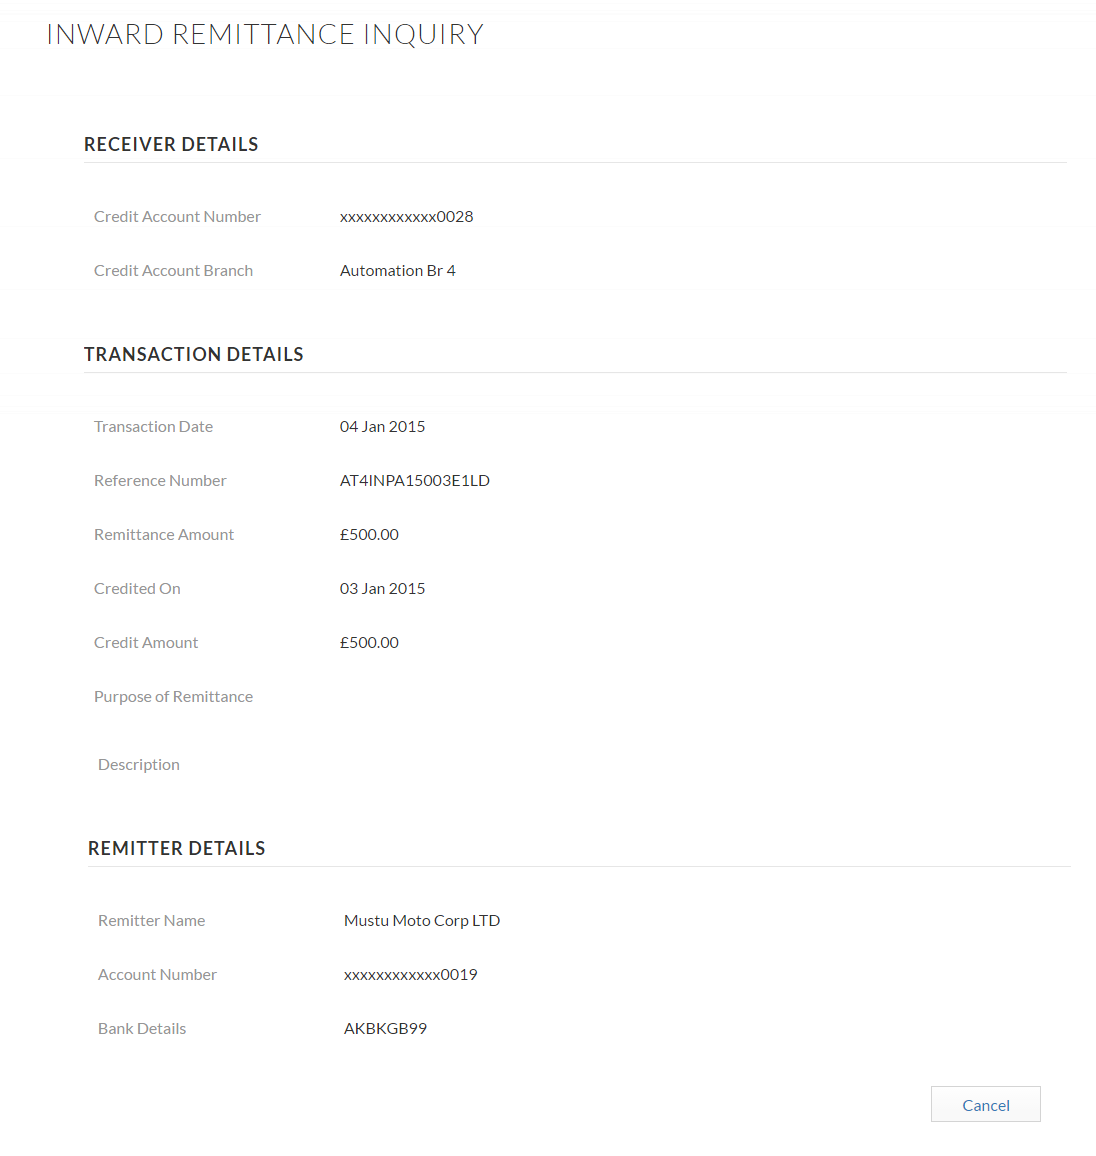 INWARD REMITTANCE INQUIRY
RECEIVER DETAILS
Credit Account Number xxxxxxxxxxxx0028
Credit Account Branch Automation Br 4
TRANSACTION DETAILS
Transaction Date 04 Jan 2015
Reference Number AT4INPA15003E1LD
Remittance Amount £500.00
Credited On 03 Jan 2015
Credit Amount £500.00
Purpose of Remittance
Description
REMITTER DETAILS
Remitter Name Mustu Moto Corp LTD
Account Number xxxxxxxxxxxx0019
Bank Details AKBKGB99
Cancel